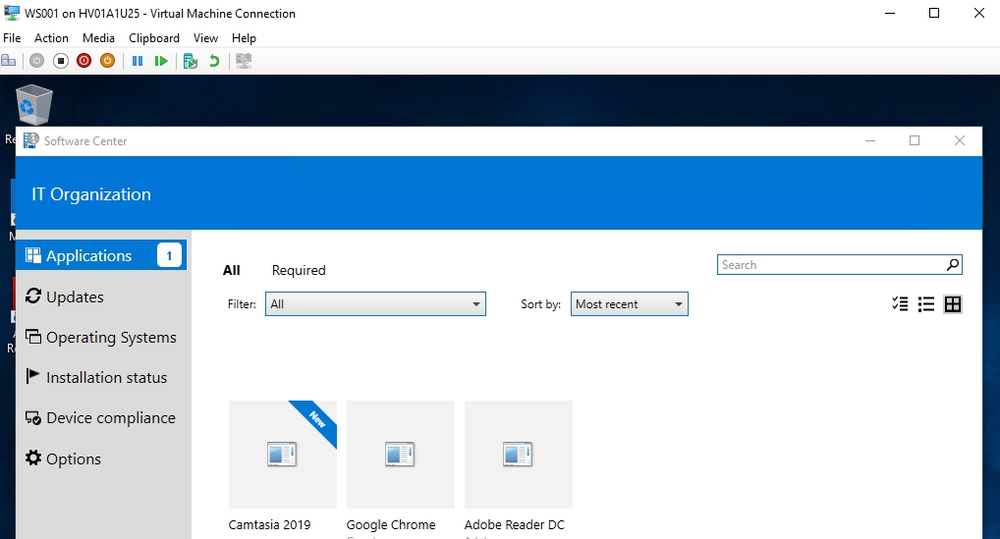 WS001 on HV01A1U25 - Virtual Machine Connection
File Action Media Clipboard View Help
Software Center
IT Organization
Applications 1
Updates
Operating Systems
Installation status
Device compliance
Options
All Required
Search
Filter: All Sort by: Most recent
New
Camtasia 2019 Google Chrome Adobe Reader DC